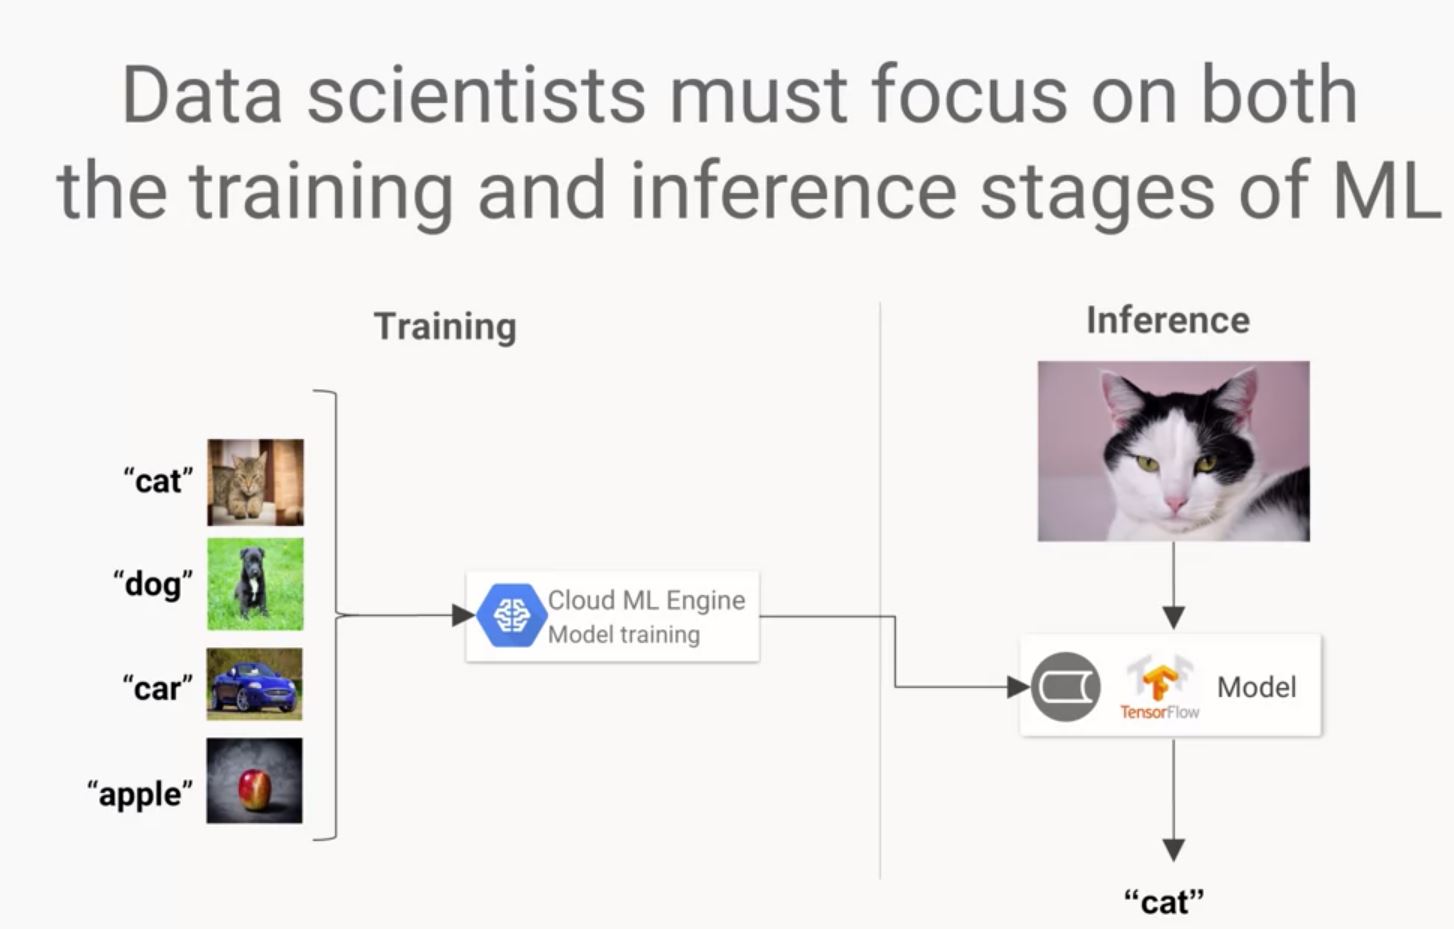 Data scientists must focus on both
the training and inference stages of ML
Training
“cat”
“dog”
“car”
“apple”
Cloud ML Engine
Model training
Inference
TensorFlow
Model
“cat”